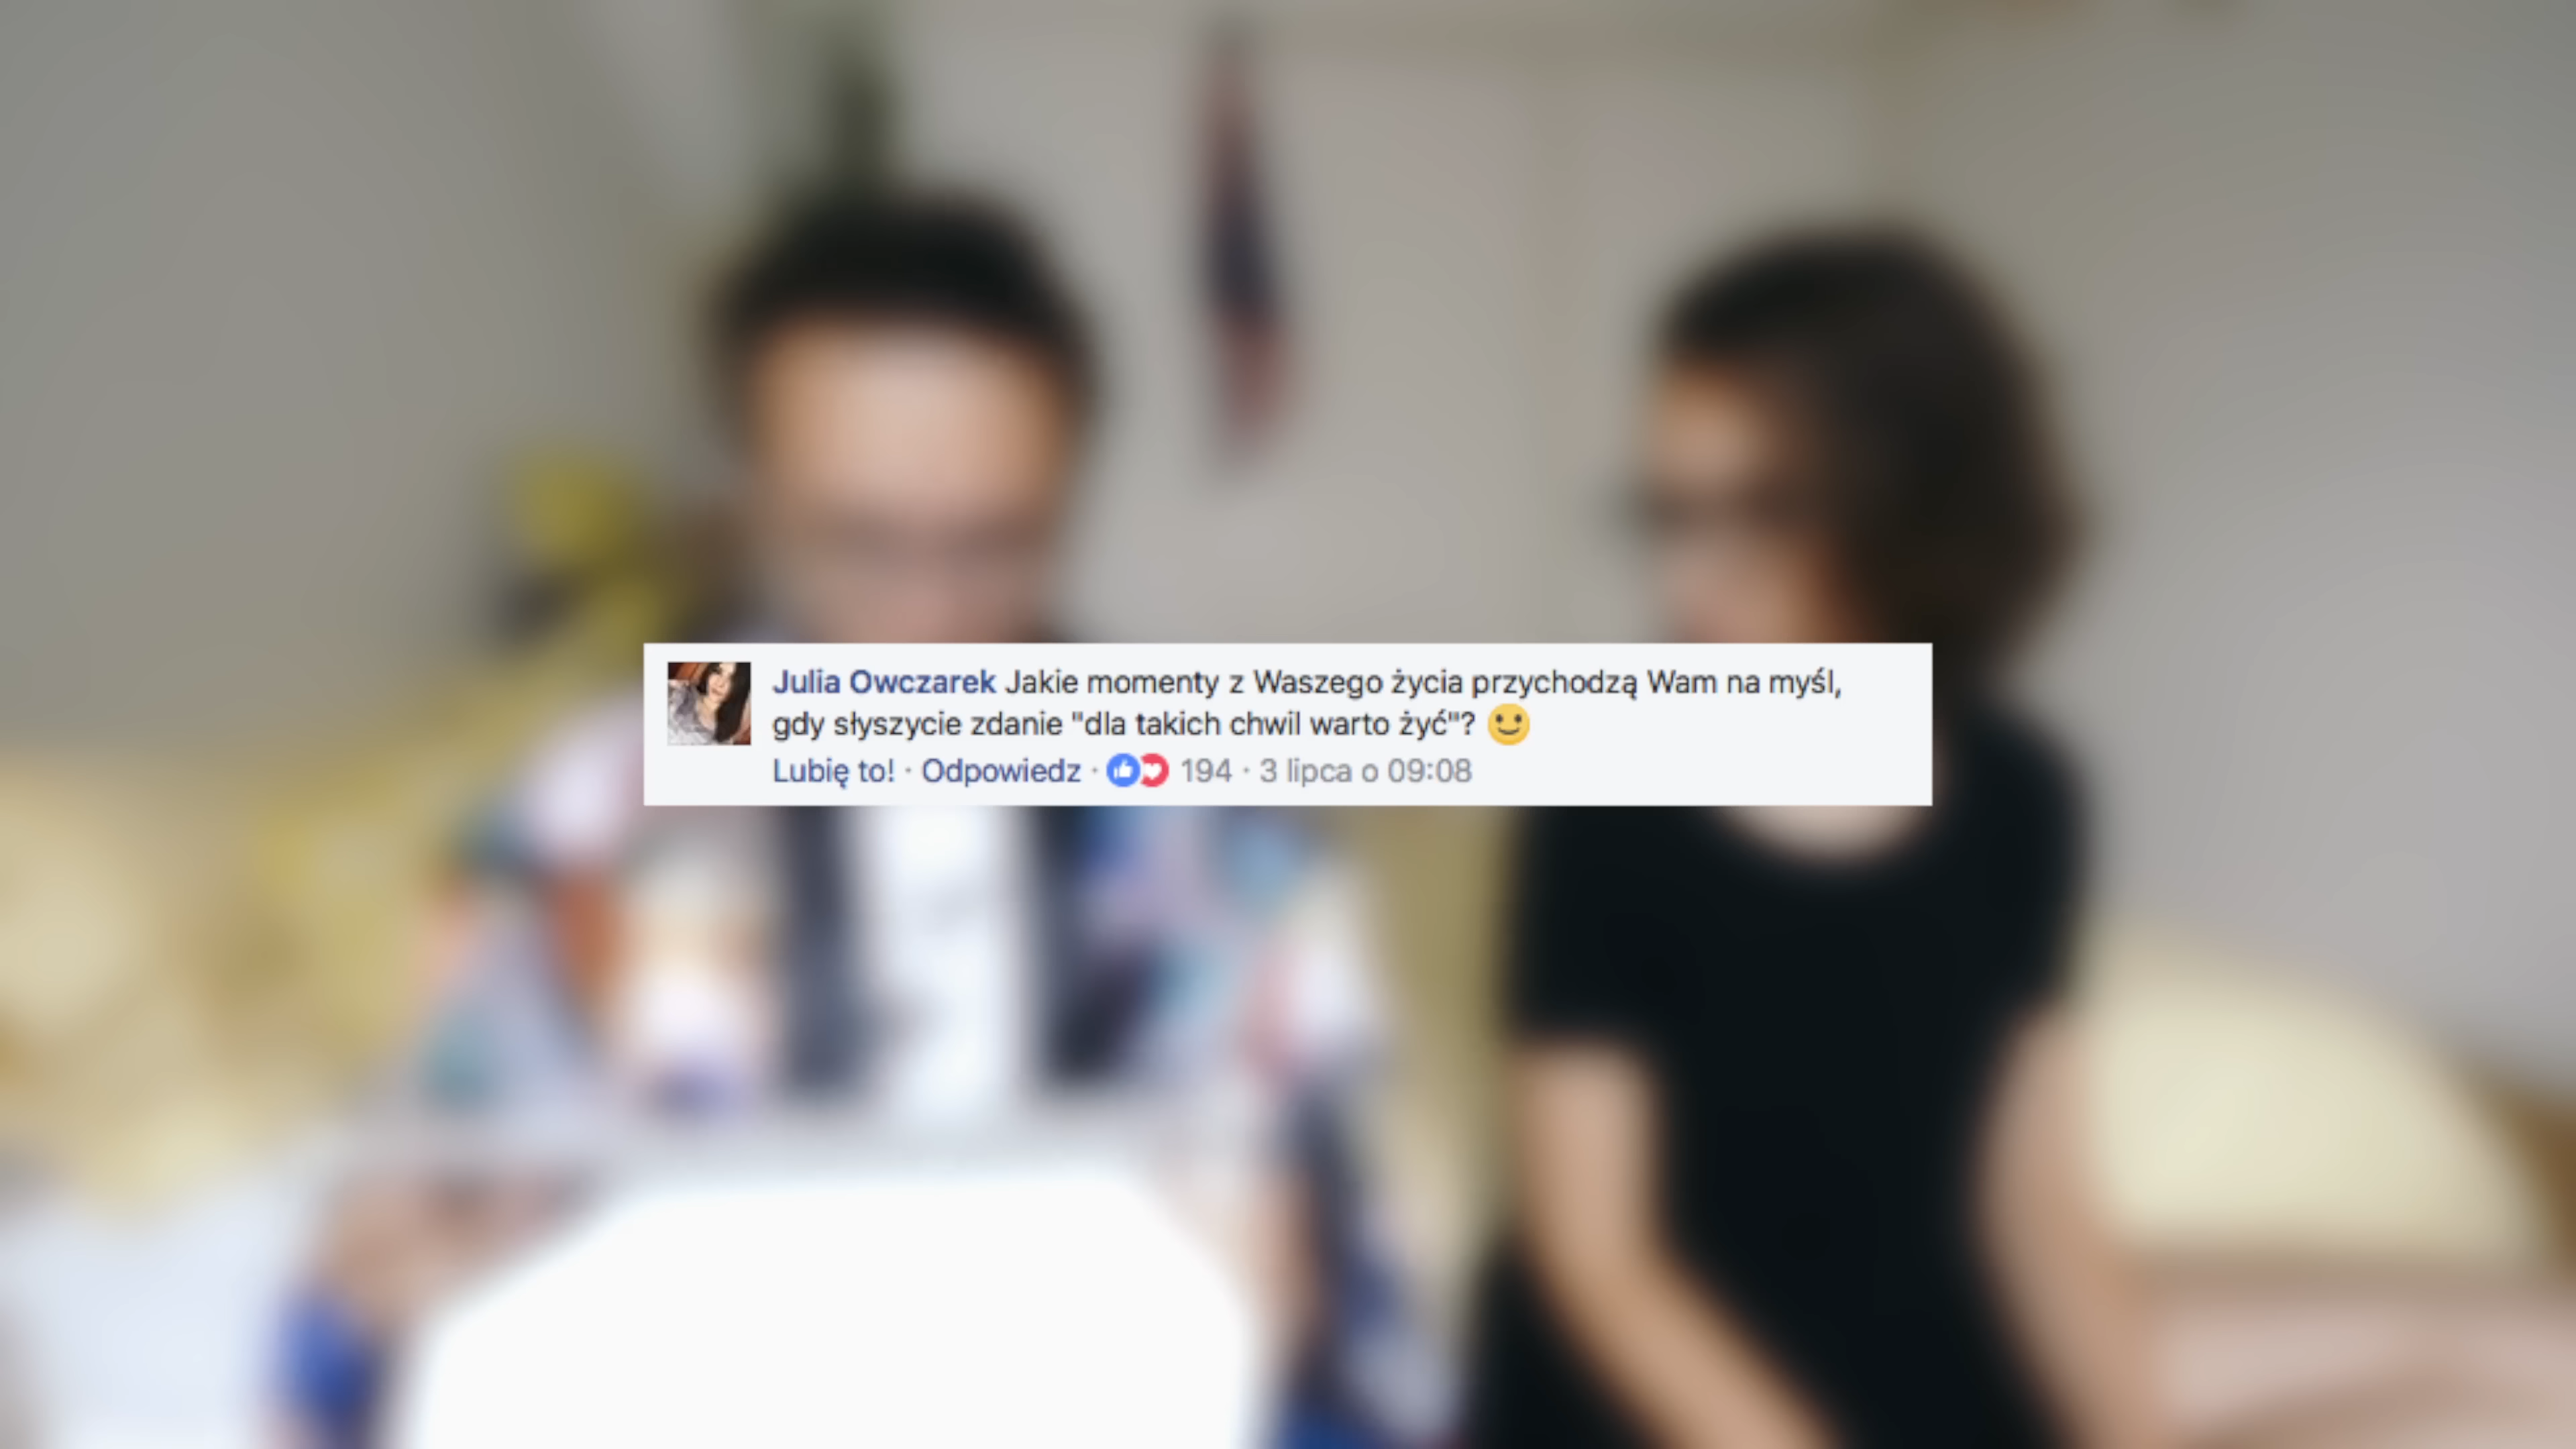 Julia Owczarek Jakie momenty z Waszego życia przychodzą Wam na myśl,
gdy słyszycie zdanie "dla takich chwil warto żyć"? 🙂
Lubię to! · Odpowiedz · 194 · 3 lipca o 09:08